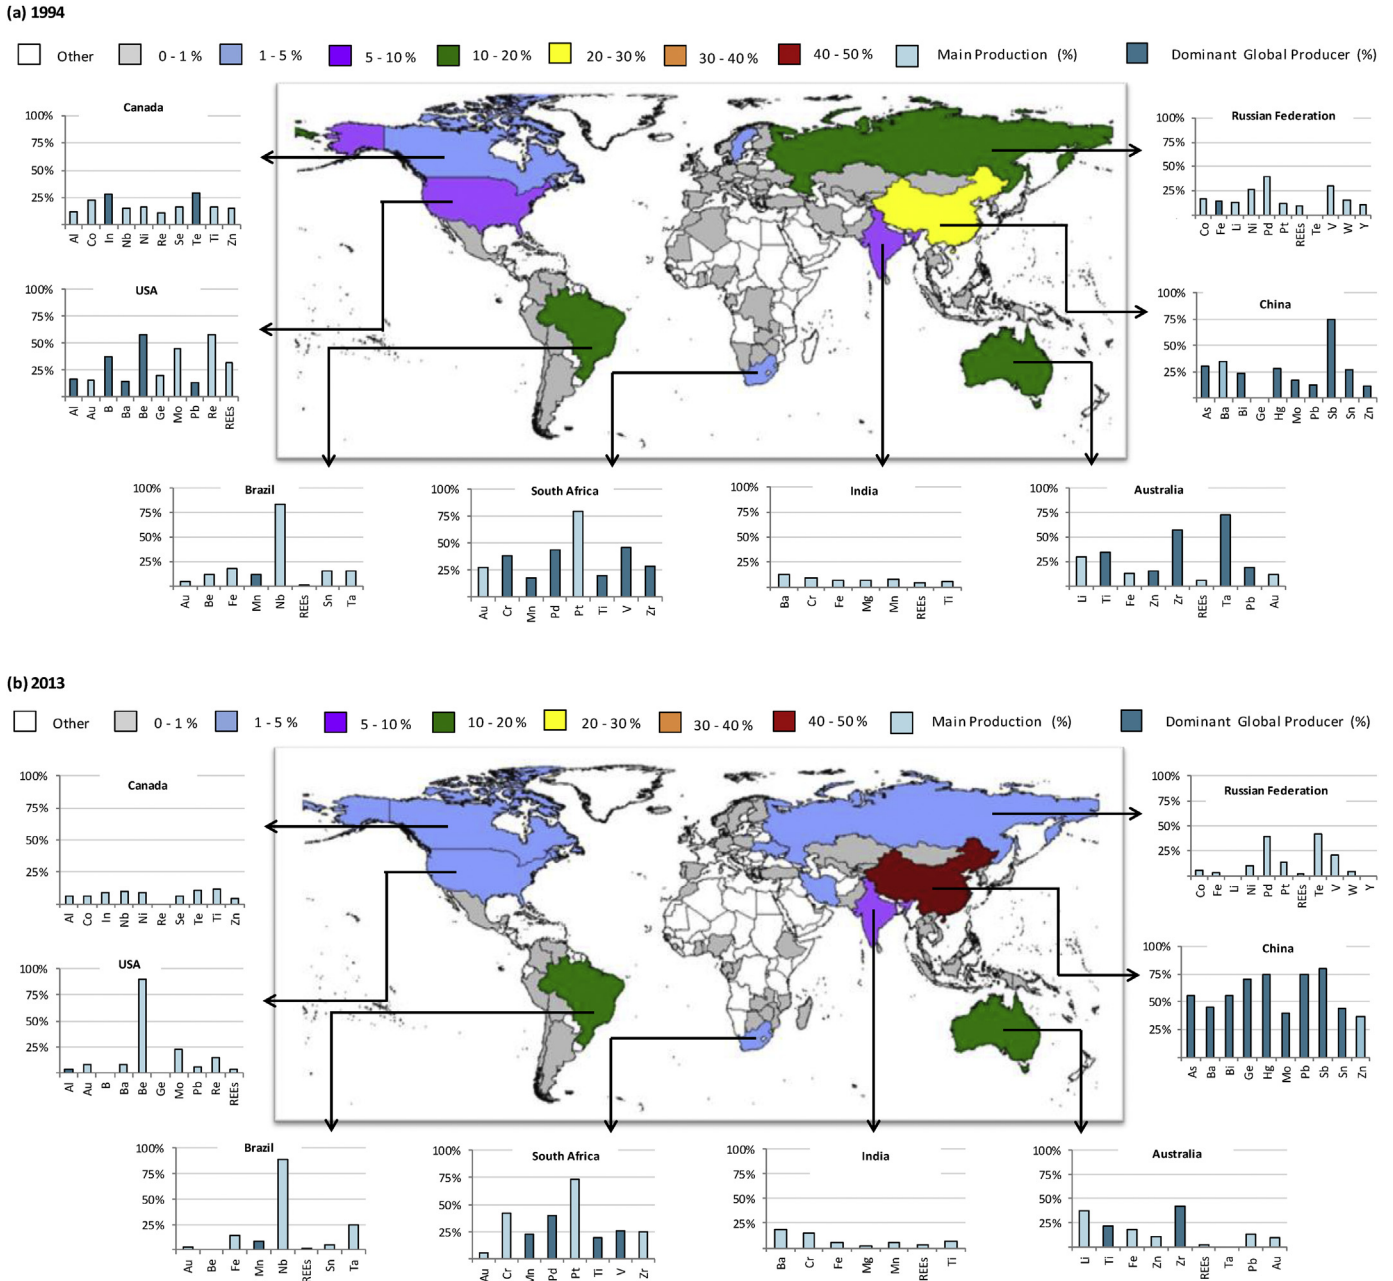 (a) 1994
Other 0 - 1 % 1 - 5 % 5 - 10 % 10 - 20 % 20 - 30 % 30 - 40 % 40 - 50 % Main Production (%) Dominant Global Producer (%)
Canada
100%
75%
50%
25%
Al Co In Nb Ni Re Se Te Ti Zn
Russian Federation
100%
75%
50%
25%
Co Fe Li Ni Pd Pt REEs Te V W Y
USA
100%
75%
50%
25%
Al Au B Ba Be Ge Mo Pb Re REEs
China
100%
75%
50%
25%
As Ba Bi Ge Hg Mo Pb Sb Sn Zn
Brazil
100%
75%
50%
25%
Au Be Fe Mn Nb REEs Sn Ta
South Africa
100%
75%
50%
25%
Au Cr Mn Pd Pt Ti V Zr
India
100%
75%
50%
25%
Ba Cr Fe Mg Mn REEs Ti
Australia
100%
75%
50%
25%
Li Ti Fe Zn Zr REEs Ta Pb Au
(b) 2013
Other 0 - 1 % 1 - 5 % 5 - 10 % 10 - 20 % 20 - 30 % 30 - 40 % 40 - 50 % Main Production (%) Dominant Global Producer (%)
Canada
100%
75%
50%
25%
Al Co In Nb Ni Re Se Te Ti Zn
Russian Federation
100%
75%
50%
25%
Co Fe Li Ni Pd Pt REEs Te V W Y
USA
100%
75%
50%
25%
Al Au B Ba Be Ge Mo Pb Re REEs
China
100%
75%
50%
25%
As Ba Bi Ge Hg Mo Pb Sb Sn Zn
Brazil
100%
75%
50%
25%
Au Be Fe Mn Nb REEs Sn Ta
South Africa
100%
75%
50%
25%
Au Cr Mn Pd Pt Ti V Zr
India
100%
75%
50%
25%
Ba Cr Fe Mg Mn REEs Ti
Australia
100%
75%
50%
25%
Li Ti Fe Zn Zr REEs Ta Pb Au